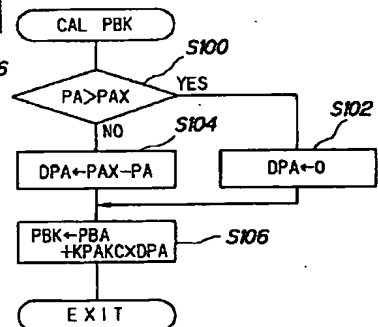 CAL PBK
S100
6
PA>PAX
YES
NO
S104
S102
DPA←PAX-PA
DPA←0
PBK←PBA
+KPAKC×DPA
S106
EXIT